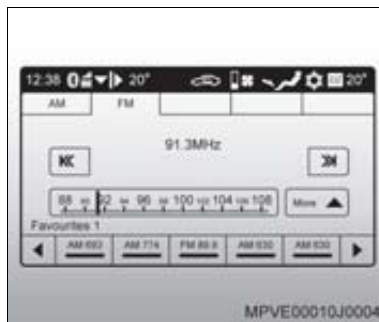 12:38 20° 20°
AM FM
91.3MHz
88 92 96 100 104 108 More
Favourites 1
AM 693 AM 774 FM 89.9 AM 630 AM 630
MPVE00010J0004